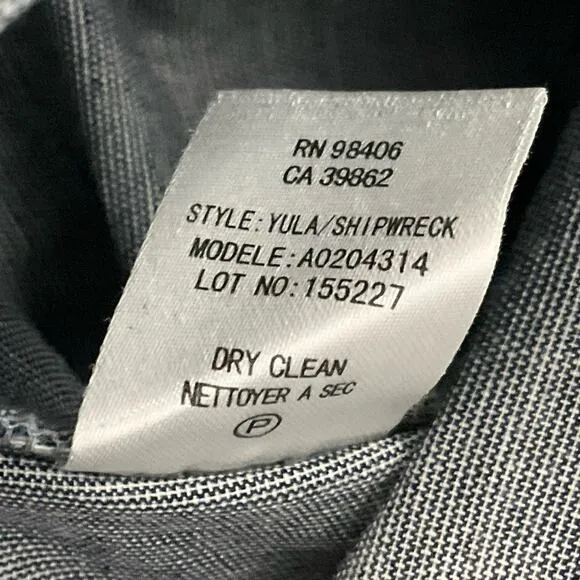 RN 98406
CA 39862
STYLE: YULA/SHIPWRECK
MODELE: A0204314
LOT NO: 155227
DRY CLEAN
NETTOYER A SEC
P